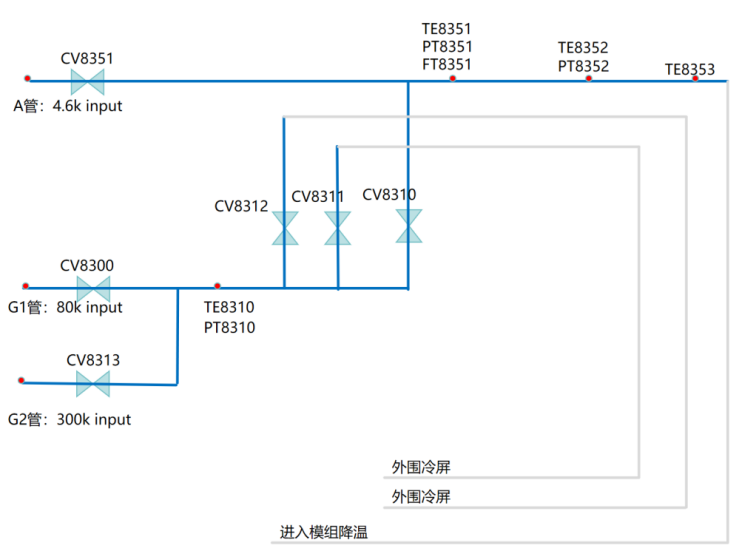 TE8351
PT8351
FT8351
CV8351
TE8352
PT8352
TE8353
A管：4.6k input
CV8312
CV8311
CV8310
CV8300
G1管：80k input
TE8310
PT8310
CV8313
G2管：300k input
外围冷屏
外围冷屏
进入模组降温